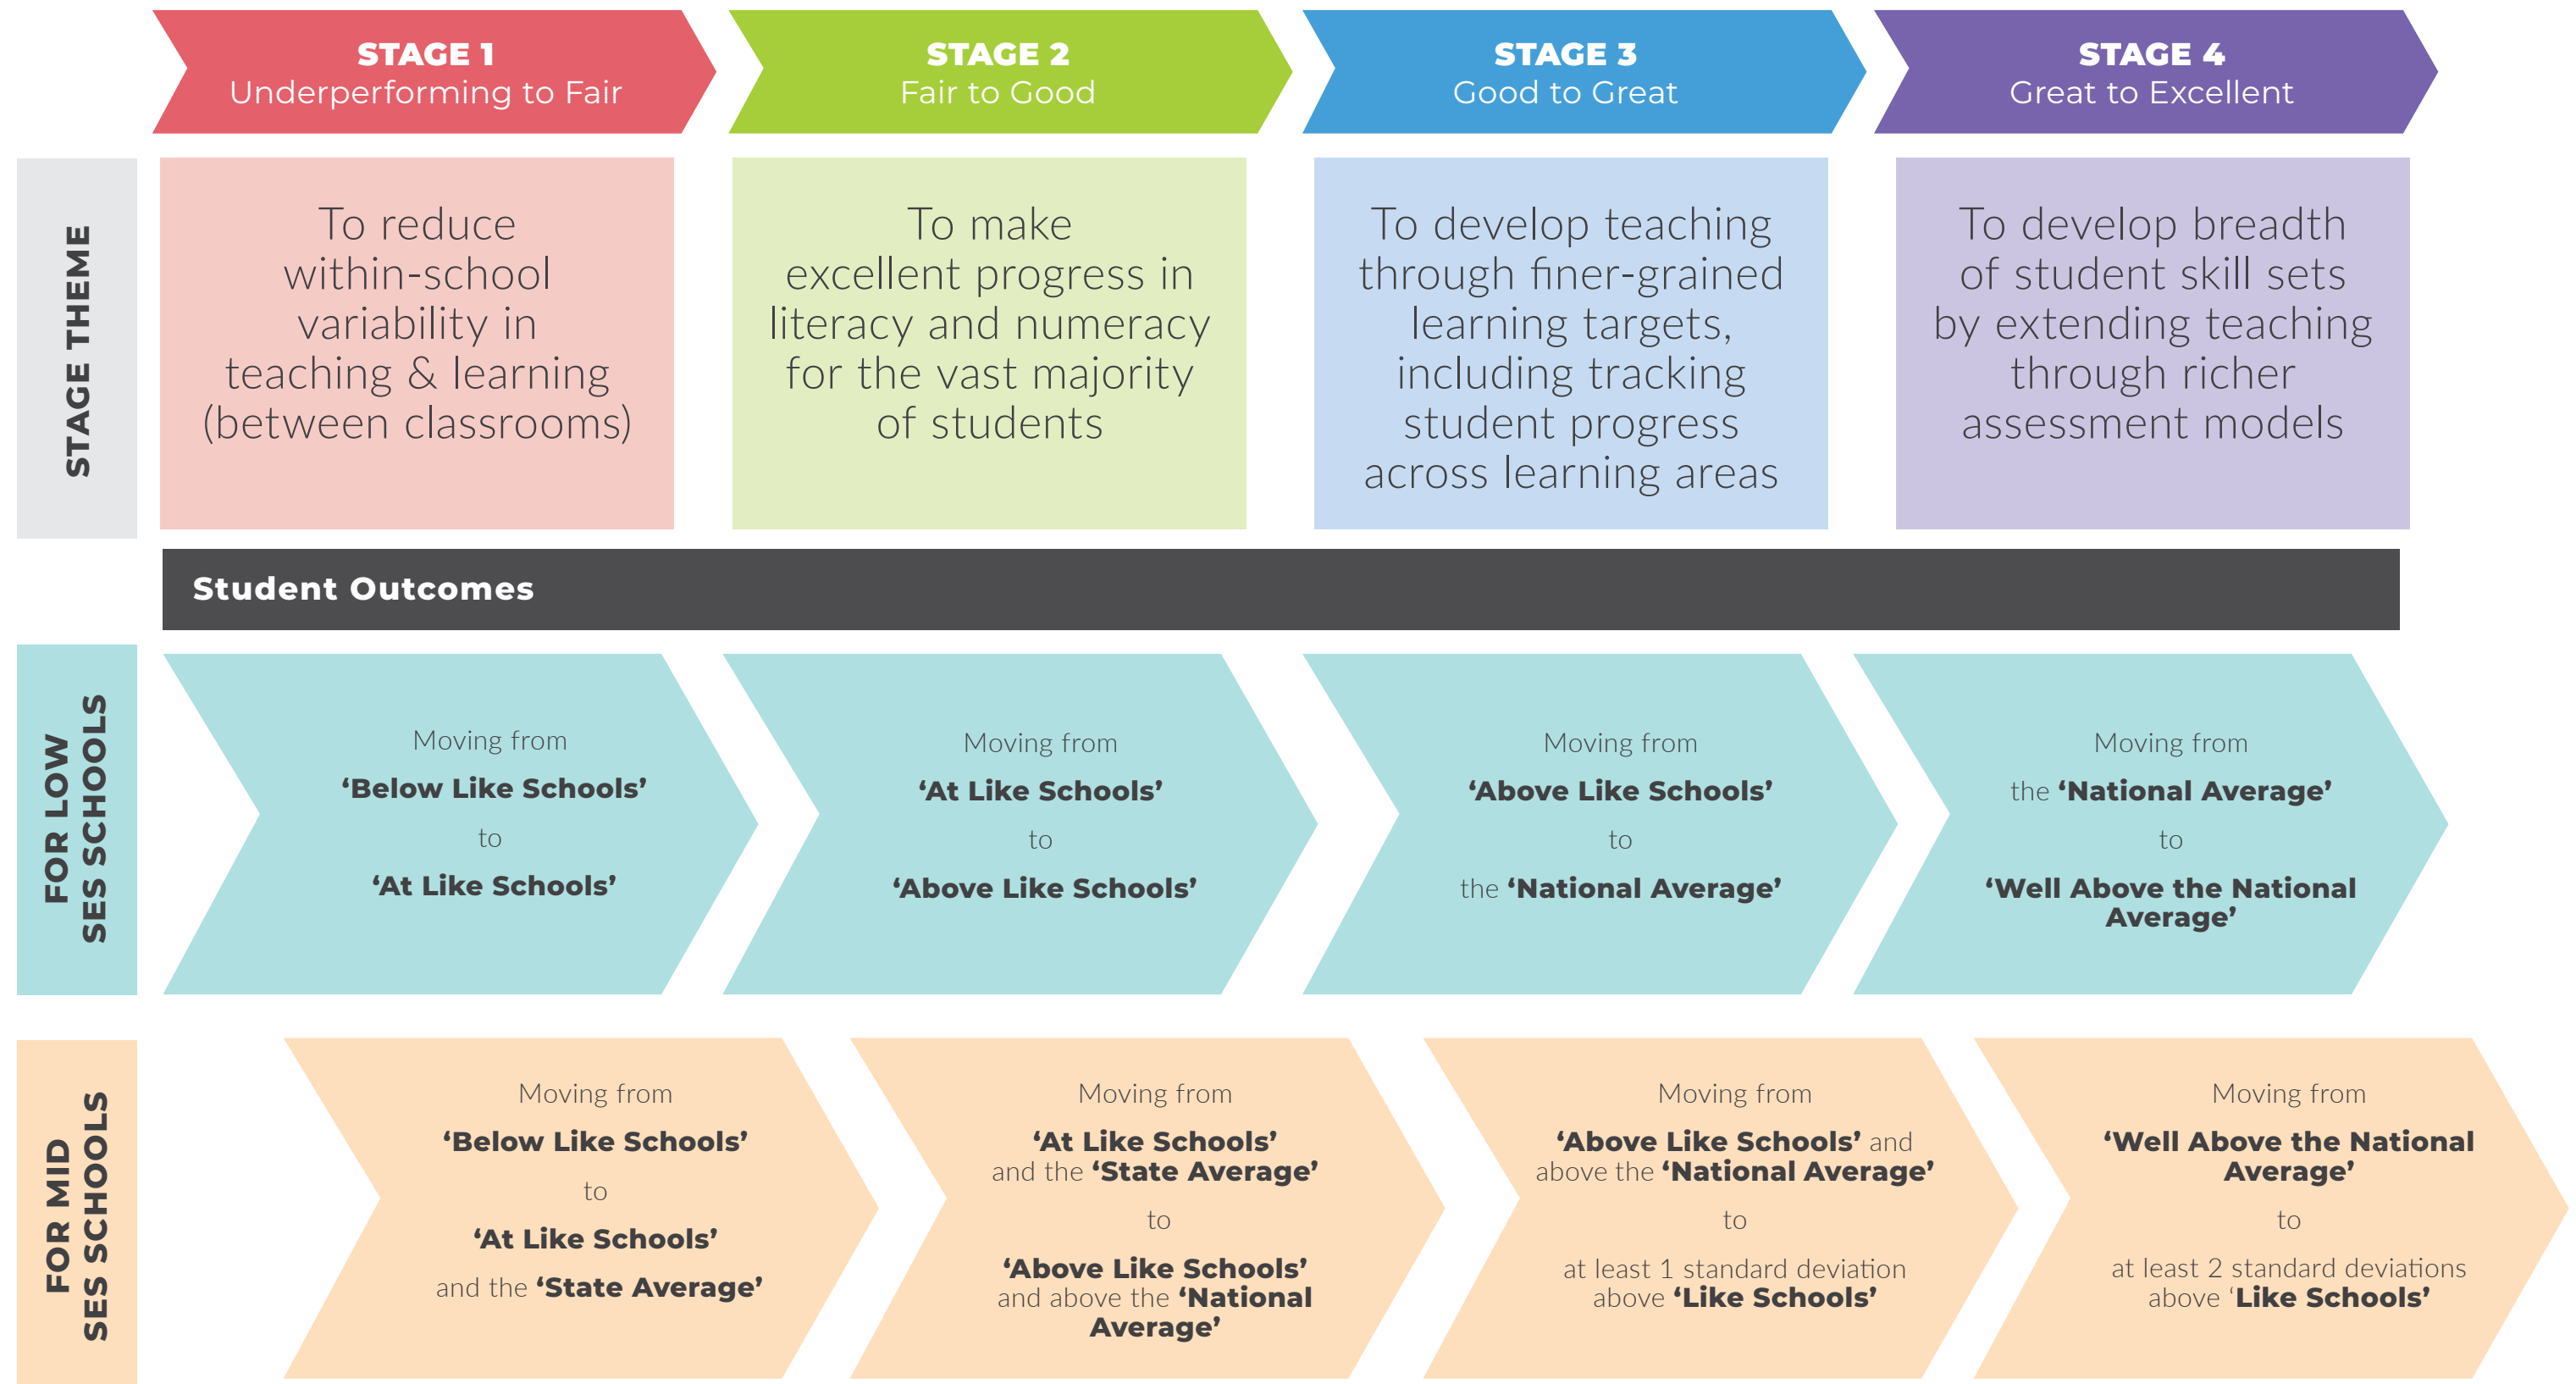 STAGE 1
Underperforming to Fair
STAGE 2
Fair to Good
STAGE 3
Good to Great
STAGE 4
Great to Excellent
STAGE THEME
To reduce
within-school
variability in
teaching & learning
(between classrooms)
To make
excellent progress in
literacy and numeracy
for the vast majority
of students
To develop teaching
through finer-grained
learning targets,
including tracking
student progress
across learning areas
To develop breadth
of student skill sets
by extending teaching
through richer
assessment models
Student Outcomes
FOR LOW
SES SCHOOLS
Moving from
‘Below Like Schools’
to
‘At Like Schools’
Moving from
‘At Like Schools’
to
‘Above Like Schools’
Moving from
‘Above Like Schools’
to
the ‘National Average’
Moving from
the ‘National Average’
to
‘Well Above the National
Average’
FOR MID
SES SCHOOLS
Moving from
‘Below Like Schools’
to
‘At Like Schools’
and the ‘State Average’
Moving from
‘At Like Schools’
and the ‘State Average’
to
‘Above Like Schools’
and above the ‘National
Average’
Moving from
‘Above Like Schools’ and
above the ‘National Average’
to
at least 1 standard deviation
above ‘Like Schools’
Moving from
‘Well Above the National
Average’
to
at least 2 standard deviations
above ‘Like Schools’